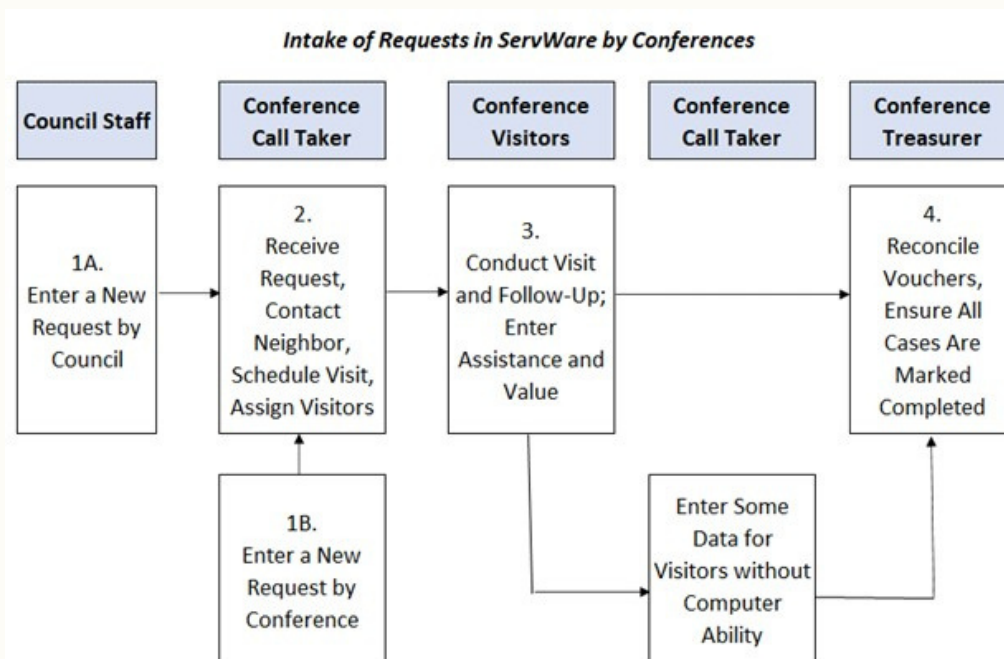 Intake of Requests in ServWare by Conferences
Council Staff
Conference
Call Taker
Conference
Visitors
Conference
Call Taker
Conference
Treasurer
1A.
Enter a New
Request by
Council
2.
Receive
Request,
Contact
Neighbor,
Schedule Visit,
Assign Visitors
3.
Conduct Visit
and Follow-Up;
Enter
Assistance and
Value
4.
Reconcile
Vouchers,
Ensure All
Cases Are
Marked
Completed
1B.
Enter a New
Request by
Conference
Enter Some
Data for
Visitors without
Computer
Ability